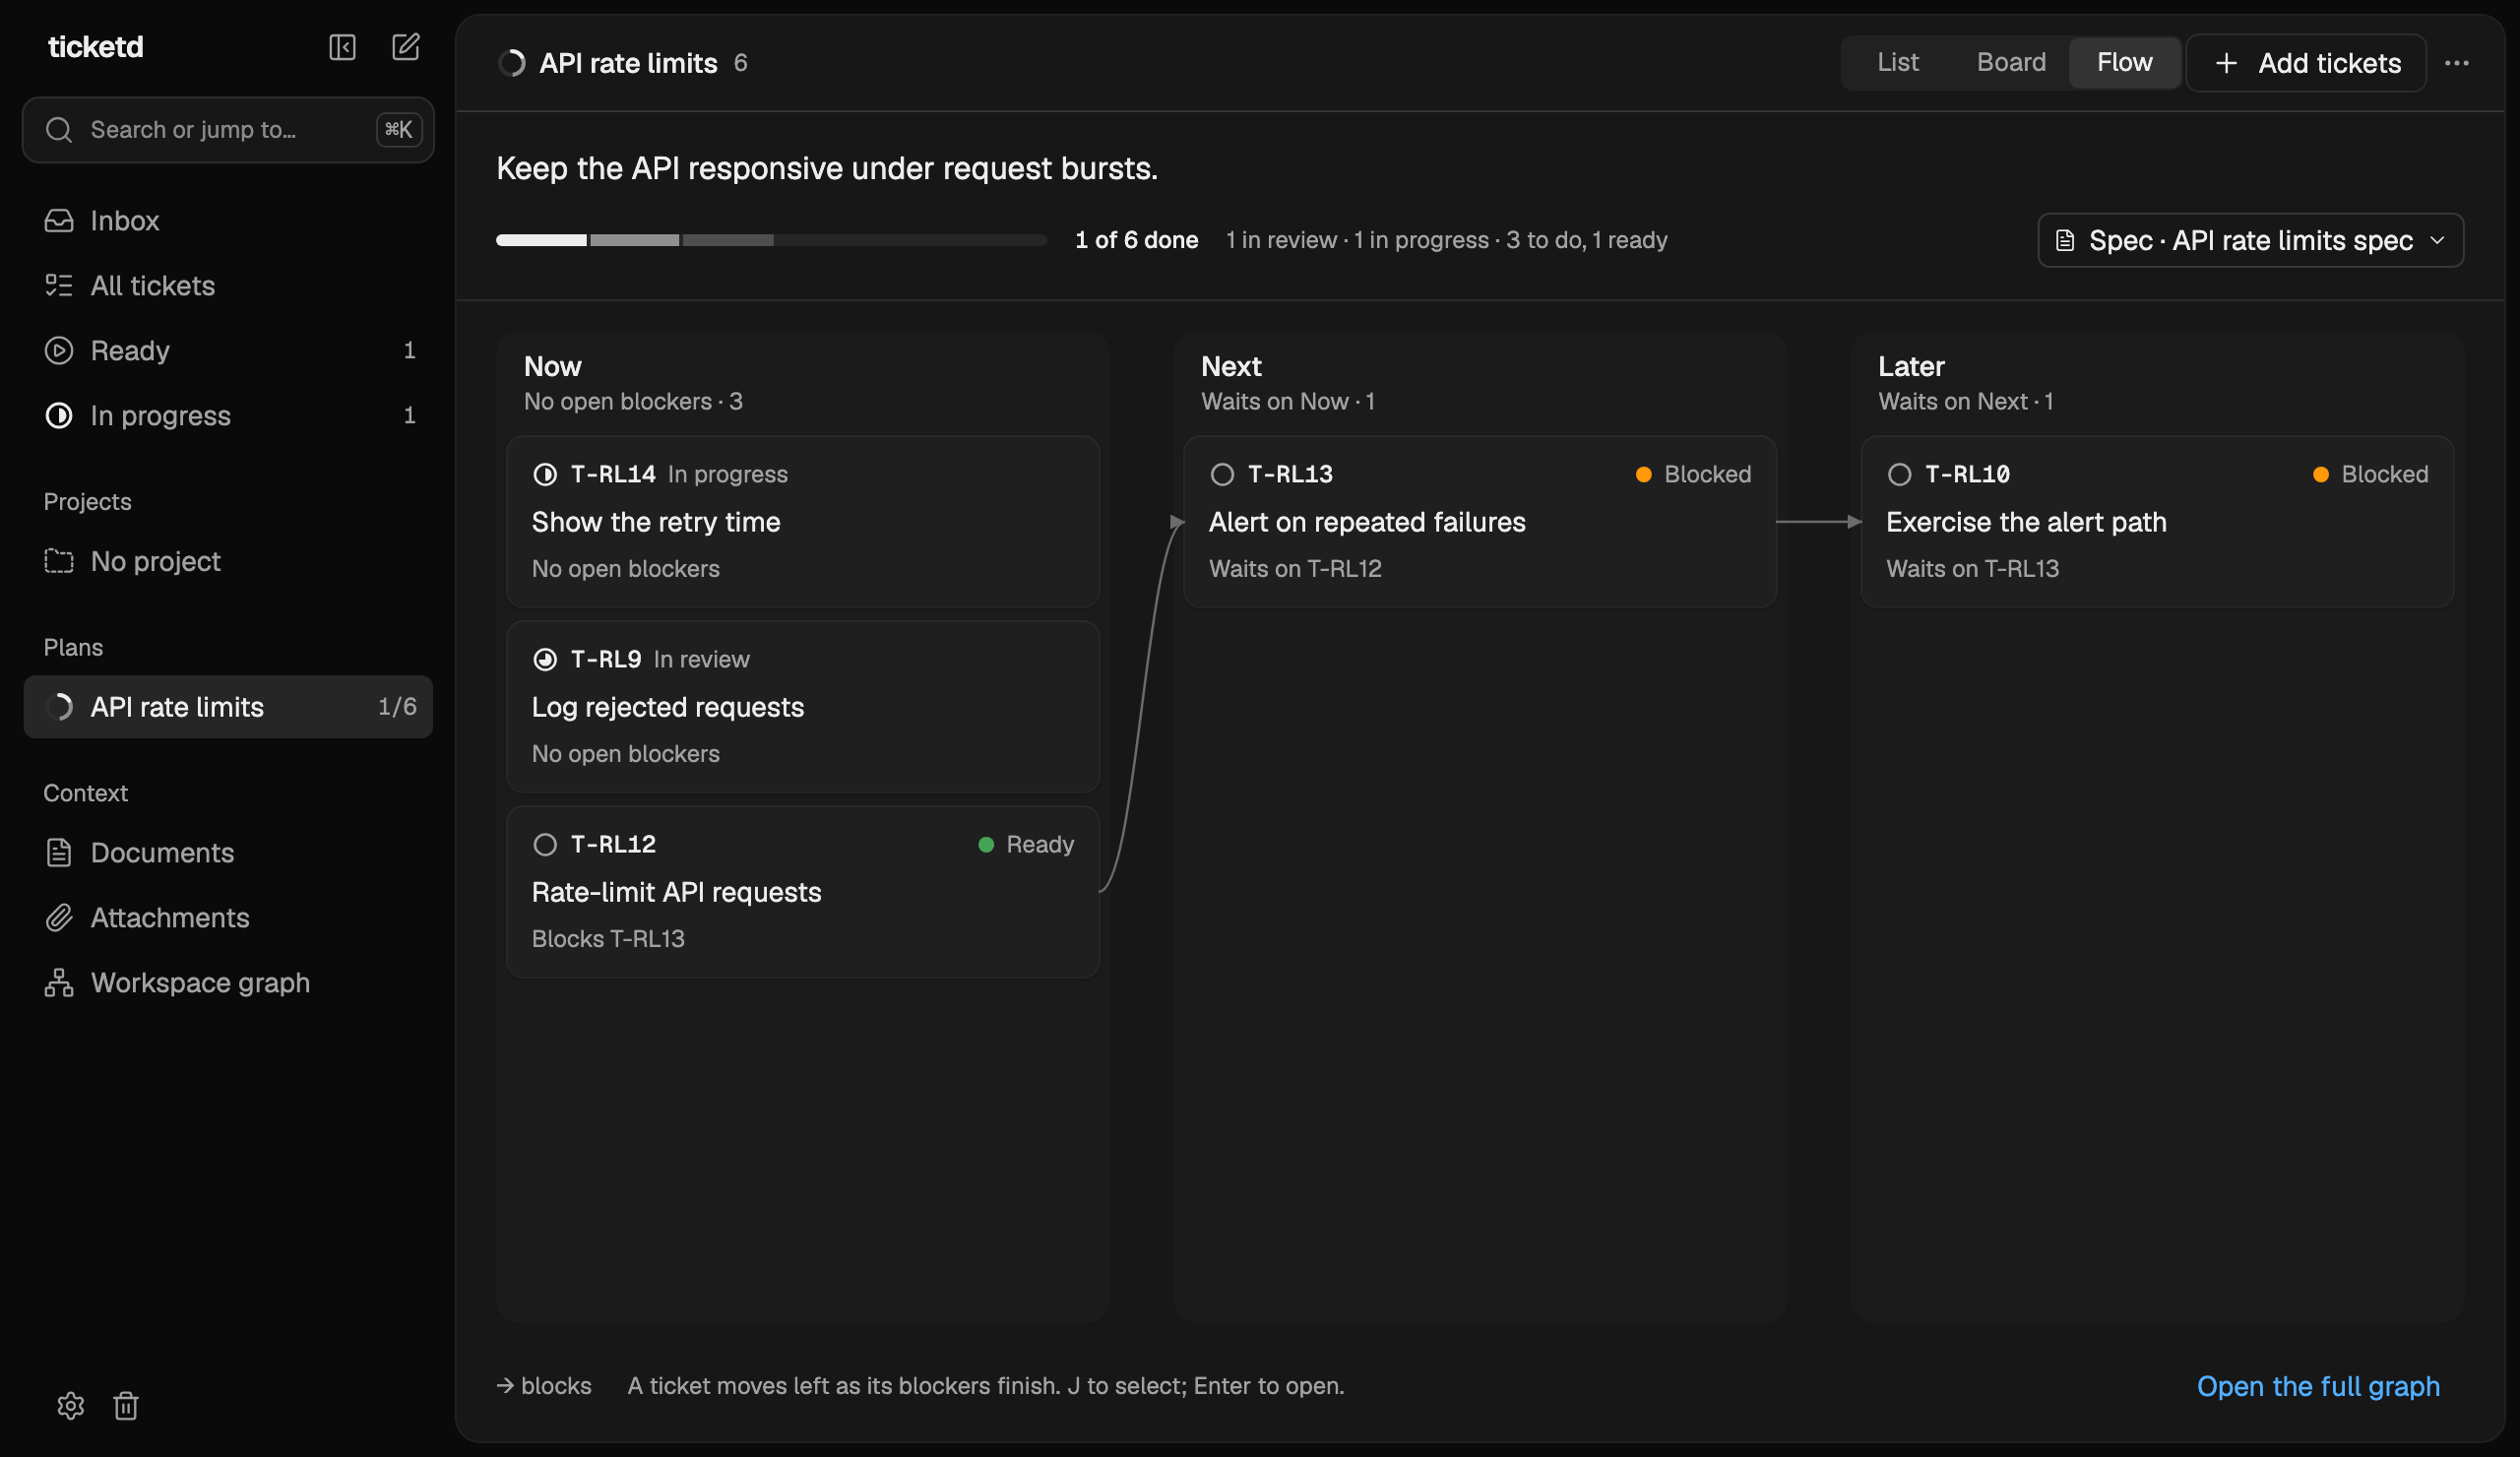 ticketd
Search or jump to... ⌘K
Inbox
All tickets
Ready 1
In progress 1
Projects
No project
Plans
API rate limits 1/6
Context
Documents
Attachments
Workspace graph
API rate limits 6
List Board Flow + Add tickets
Keep the API responsive under request bursts.
1 of 6 done 1 in review · 1 in progress · 3 to do, 1 ready
Spec · API rate limits spec
Now
No open blockers · 3
T-RL14 In progress
Show the retry time
No open blockers
T-RL9 In review
Log rejected requests
No open blockers
T-RL12 Ready
Rate-limit API requests
Blocks T-RL13
Next
Waits on Now · 1
T-RL13 Blocked
Alert on repeated failures
Waits on T-RL12
Later
Waits on Next · 1
T-RL10 Blocked
Exercise the alert path
Waits on T-RL13
→ blocks A ticket moves left as its blockers finish. J to select; Enter to open.
Open the full graph